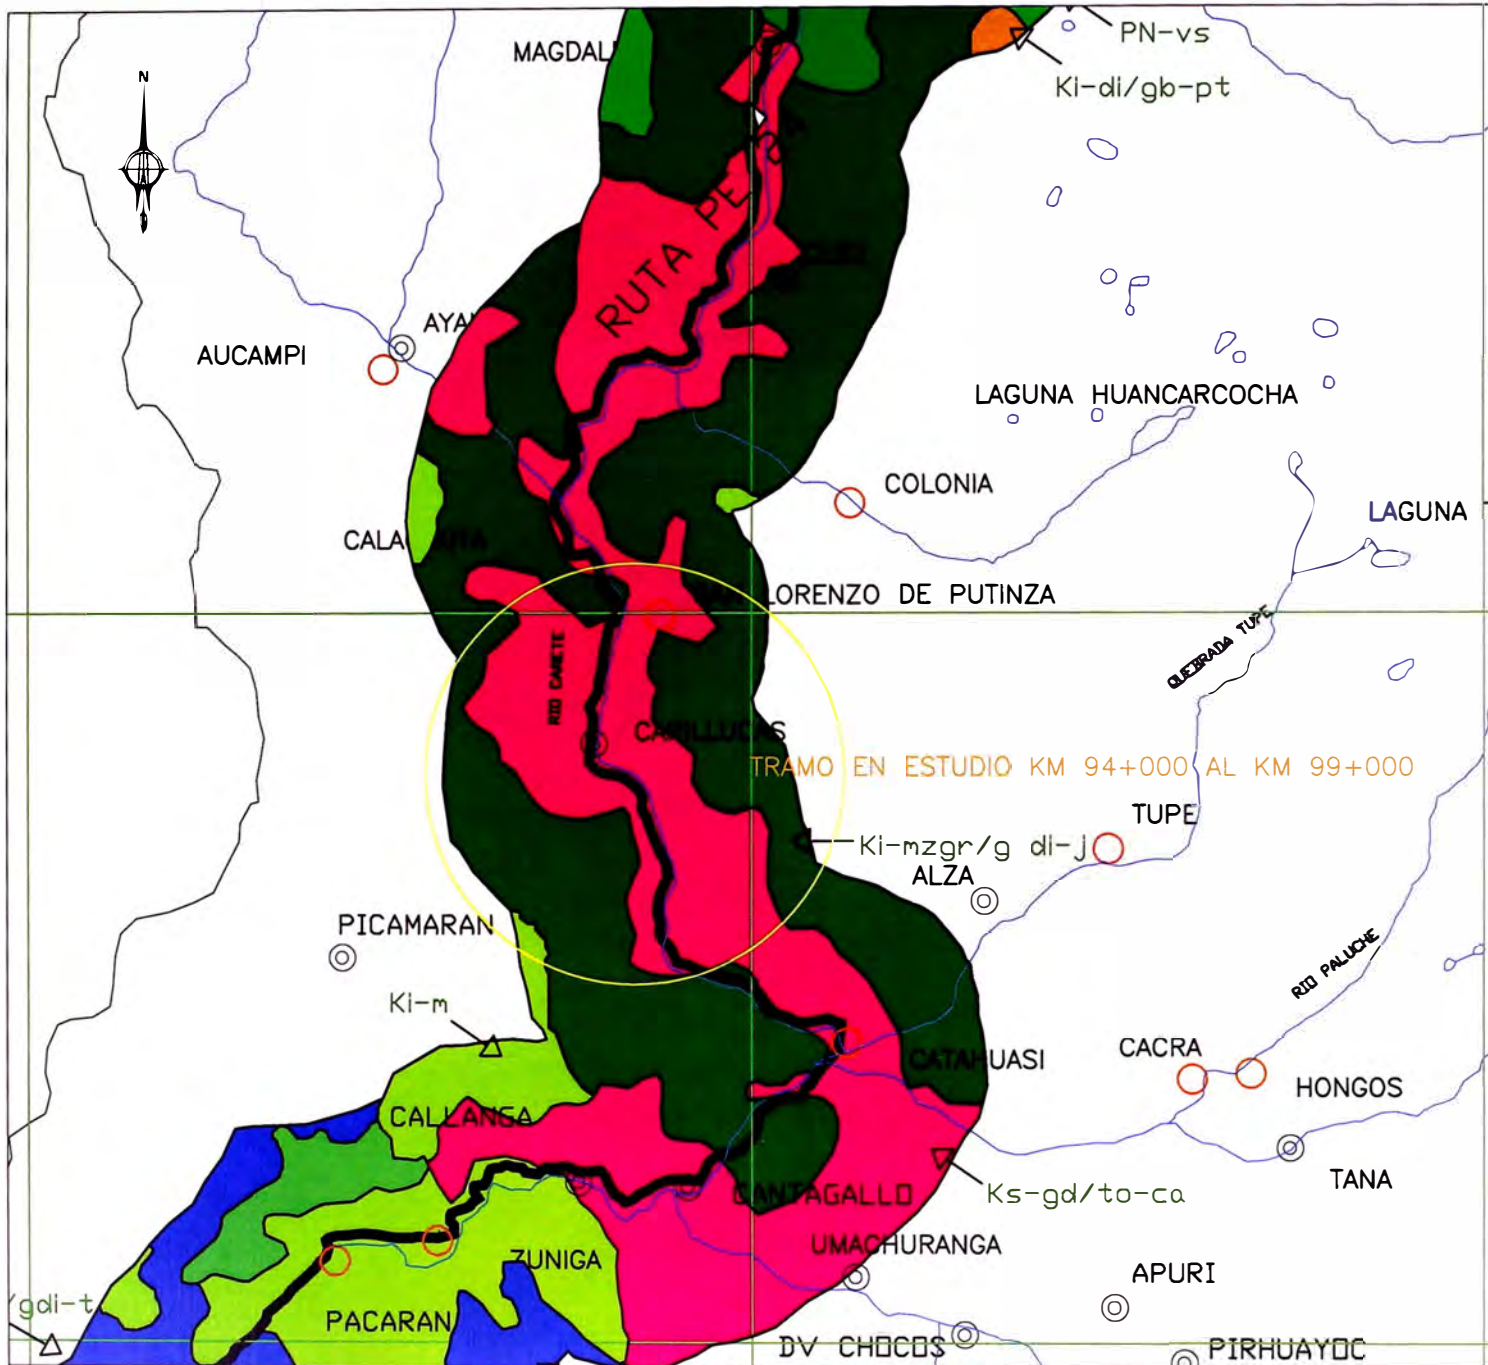 PN-vs
MAGDAL
Ki-di/gb-pt
N
RUTA PE
AYA
AUCAMPI
LAGUNA HUANCARCOCHA
COLONIA
LAGUNA
CALA
LORENZO DE PUTINZA
QUEBRADA TUPE
RIO CAÑETE
CAPILLUCAS
TRAMO EN ESTUDIO KM 94+000 AL KM 99+000
TUPE
Ki-mzgr/g di-j
ALZA
PICAMARAN
RIO PALUCHE
Ki-m
CATAHUASI
CACRA
HONGOS
CALLANGA
TANA
CANTAGALLO
Ks-gd/to-ca
UMACHURANGA
ZUNIGA
APURI
/gdi-t
PACARAN
DV CHOCOS
PIRHUAYOC